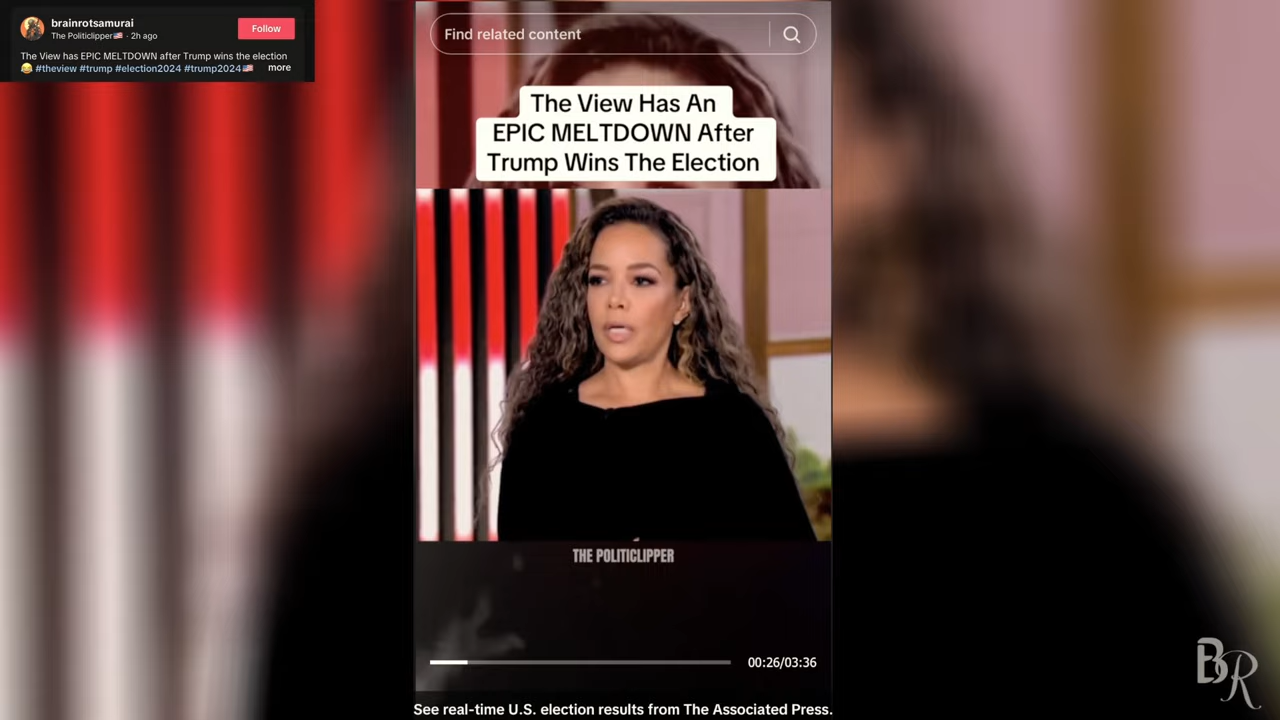 brainrotsamurai
The Politiclipper🇺🇸 · 2h ago
Follow
The View has EPIC MELTDOWN after Trump wins the election
😂 #theview #trump #election2024 #trump2024🇺🇸 more
Find related content
The View Has An
EPIC MELTDOWN After
Trump Wins The Election
THE POLITICLIPPER
00:26/03:36
See real-time U.S. election results from The Associated Press.
BR